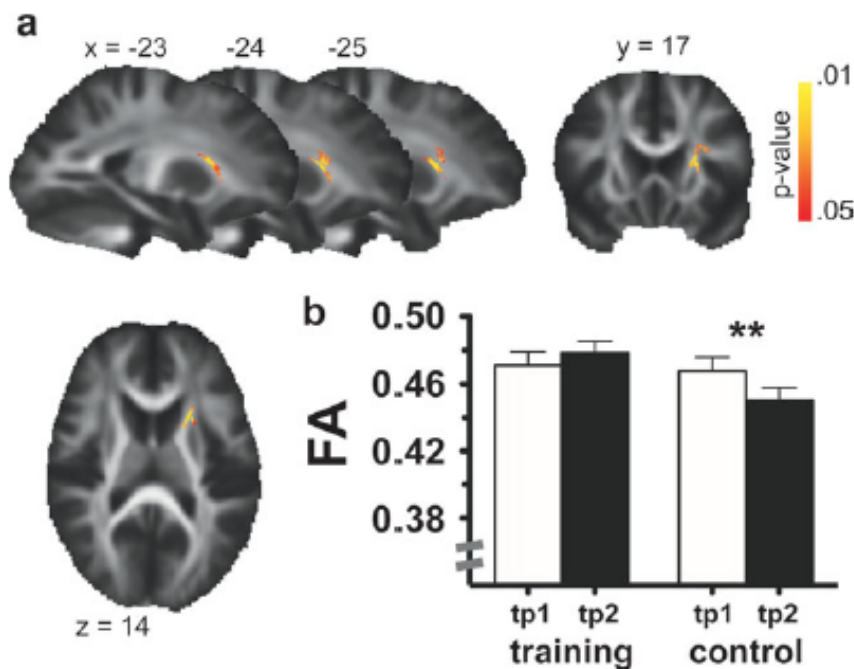 a
x = -23 -24 -25
y = 17
.01
p-value
.05
z = 14
b
0.50
0.46
0.42
0.38
FA
**
tp1 tp2 tp1 tp2
training control